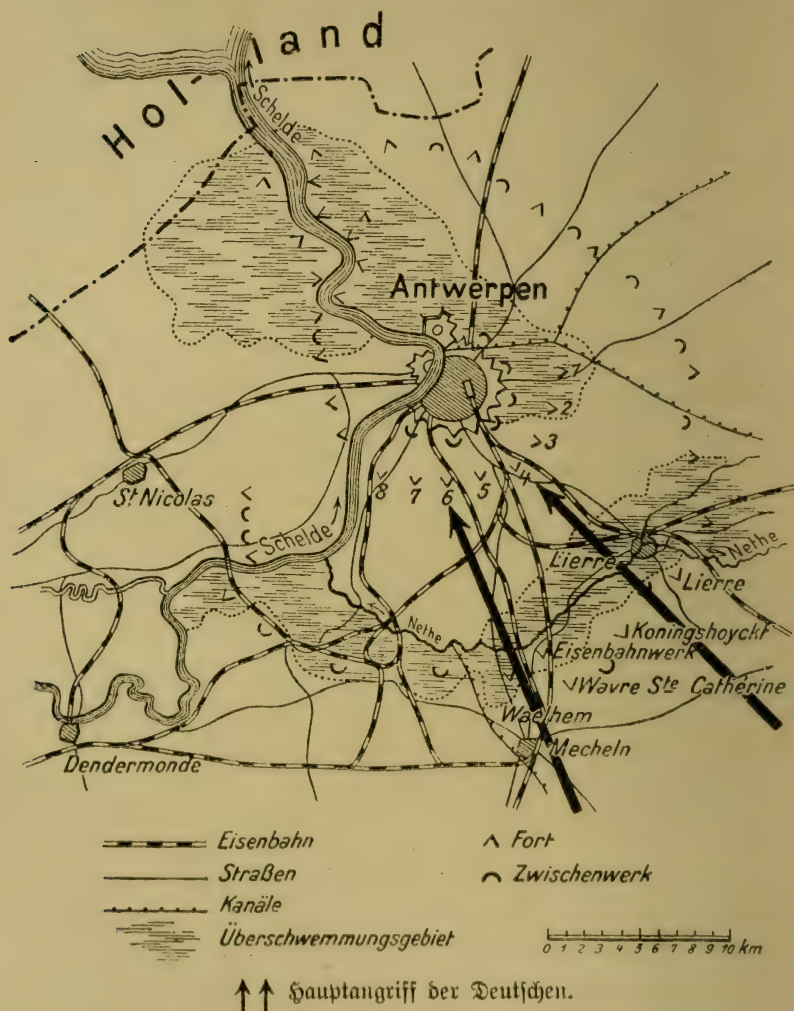 Holland
Schelde
Antwerpen
1
2
3
4
5
6
7
8
St Nicolas
Schelde
Nethe
Lierre
Lierre
Nethe
Koningshoyckt
Eisenbahnwerk
Wavre Ste Cathérine
Waelhem
Mecheln
Dendermonde
Eisenbahn
Fort
Straßen
Zwischenwerk
Kanäle
Überschwemmungsgebiet
0 1 2 3 4 5 6 7 8 9 10 km
Hauptangriff der Deutschen.